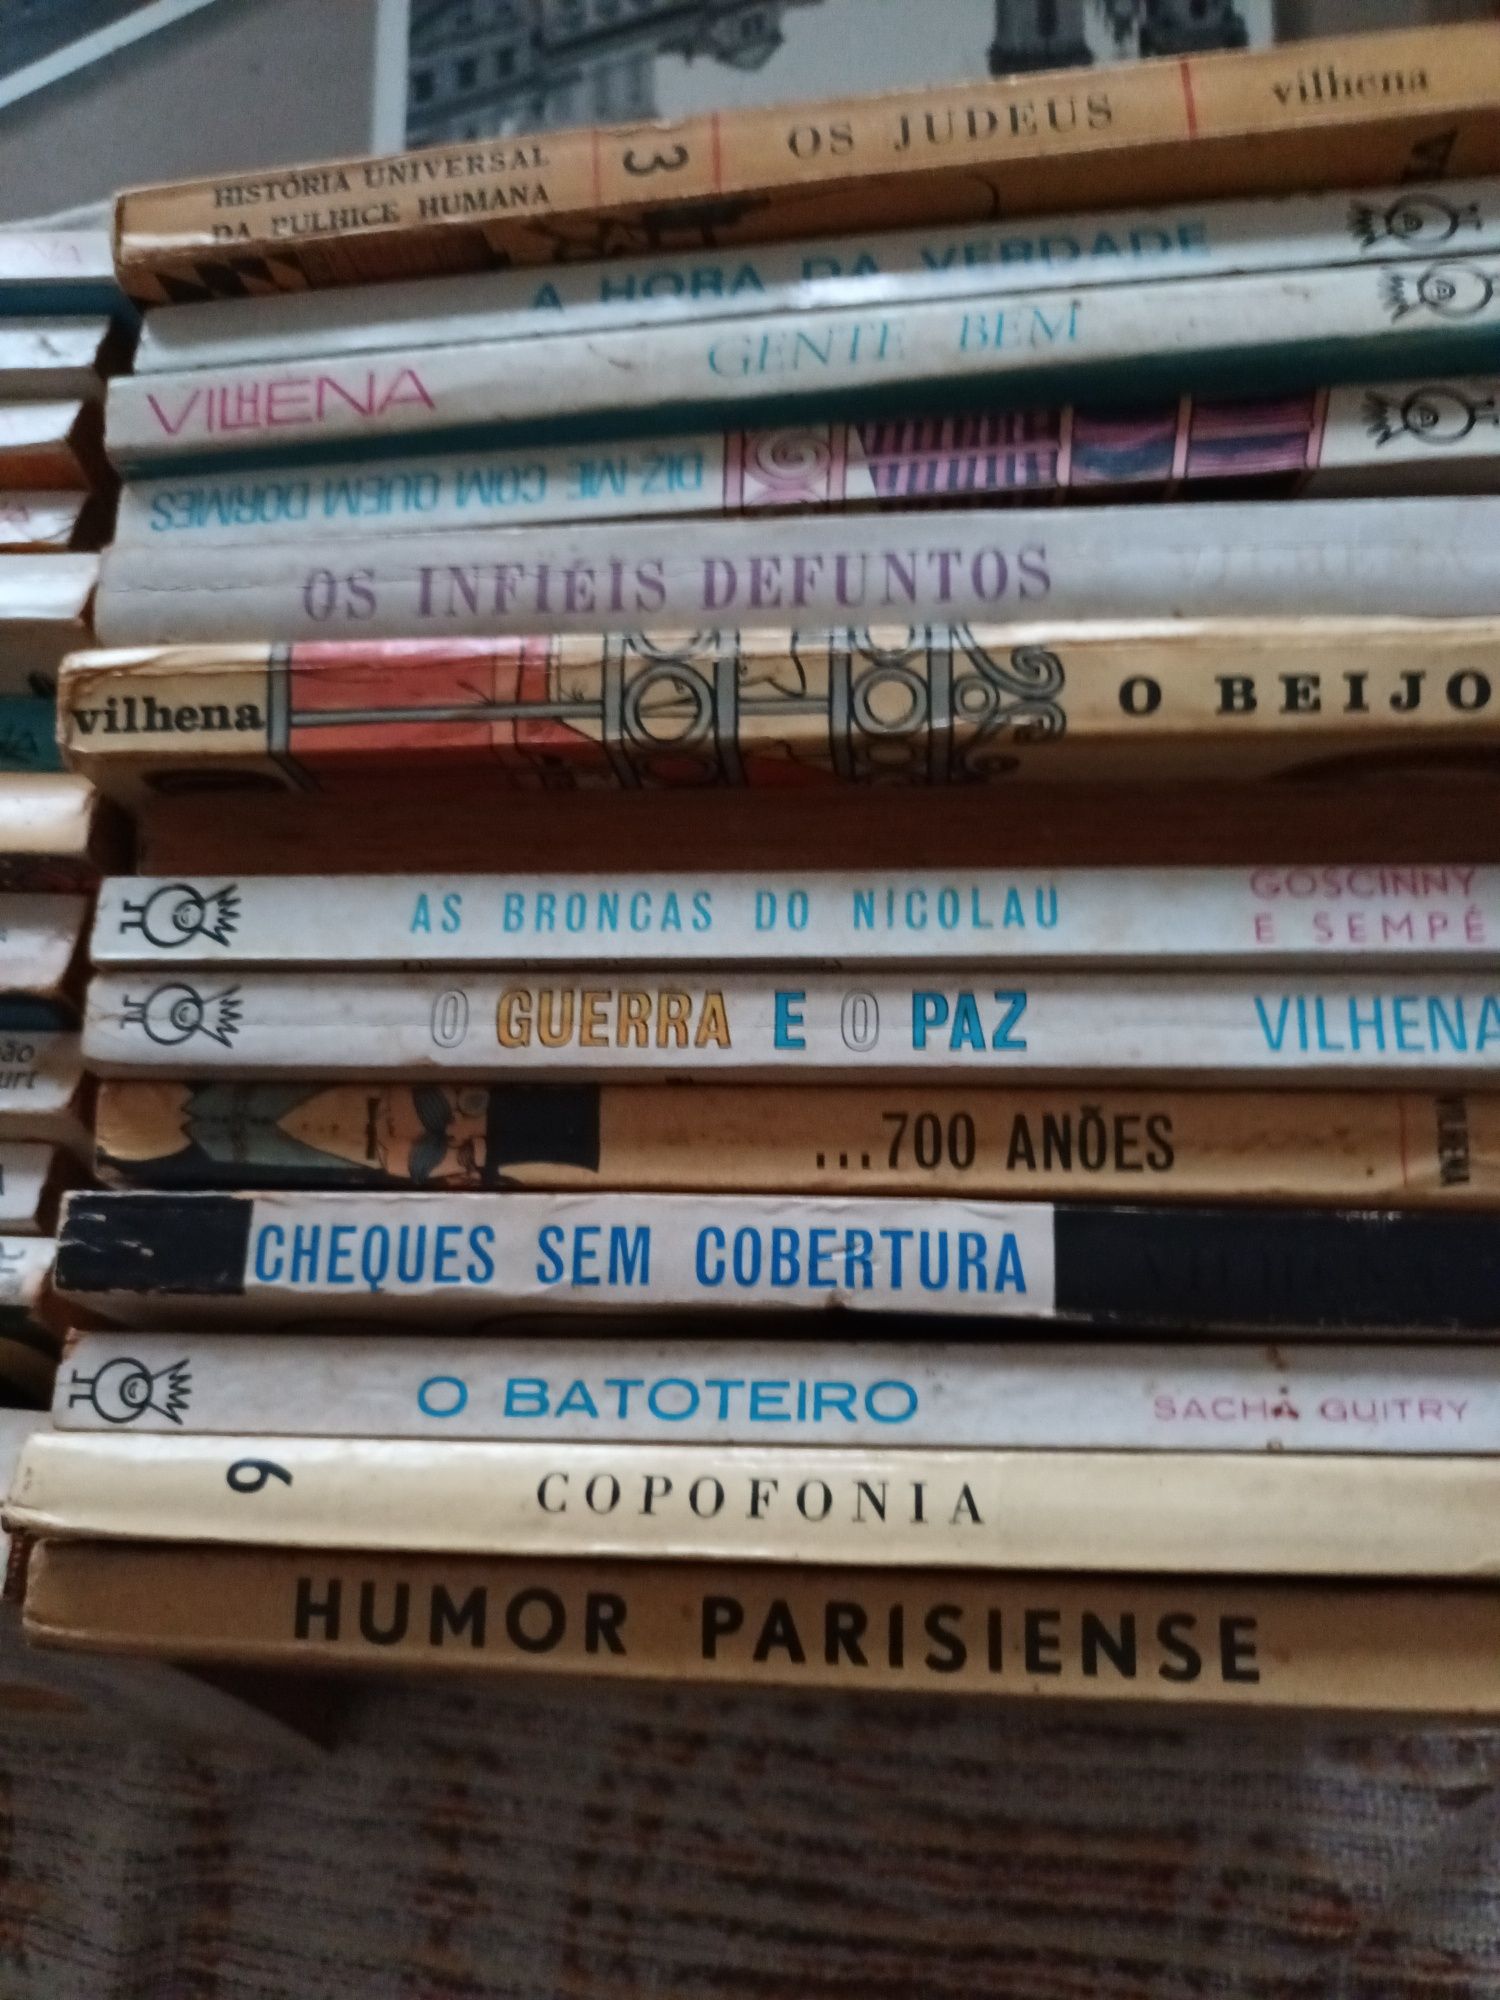 HISTÓRIA UNIVERSAL
DA PULHICE HUMANA
3
OS JUDEUS
vilhena
A HORA DA VERDADE
VILHENA
GENTE BEM
DIZ-ME COM QUEM DORMES
OS INFIÉIS DEFUNTOS
VILHENA
vilhena
O BEIJO
AS BRONCAS DO NICOLAU
GOSCINNY
E SEMPÉ
O GUERRA E O PAZ
VILHENA
...700 ANÕES
VILHENA
CHEQUES SEM COBERTURA
O BATOTEIRO
SACHA GUITRY
6
COPOFONIA
HUMOR PARISIENSE